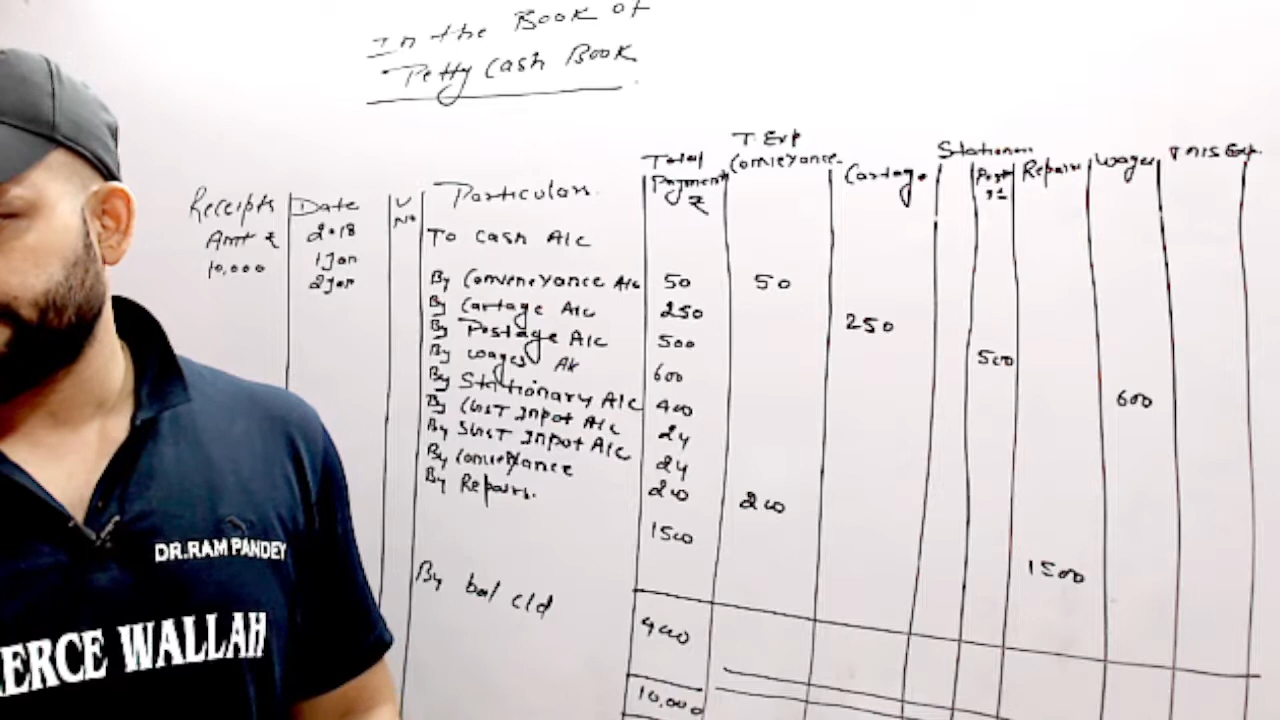 In the Book of
Petty Cash Book
Receipts
Amt ₹
10,000
Date
2018
1 Jan
2 Jan
V
No
Particulars
Total
Payment
₹
T. Exp
Conveyance
Cartage
Stationary
Post
Repairs
Wages
Exp.
To Cash A/c
By Conveneyance A/c 50 50
By Cartage A/c 250 250
By Postage A/c 500 500
By wages A/c 600 600
By Stationary A/c 400
By CGST Input A/c 24
By SGST Input A/c 24
By Conveyance 200 200
By Repairs. 1500 1500
By bal c/d
10,000
DR.RAM PANDEY
ERCE WALLAH